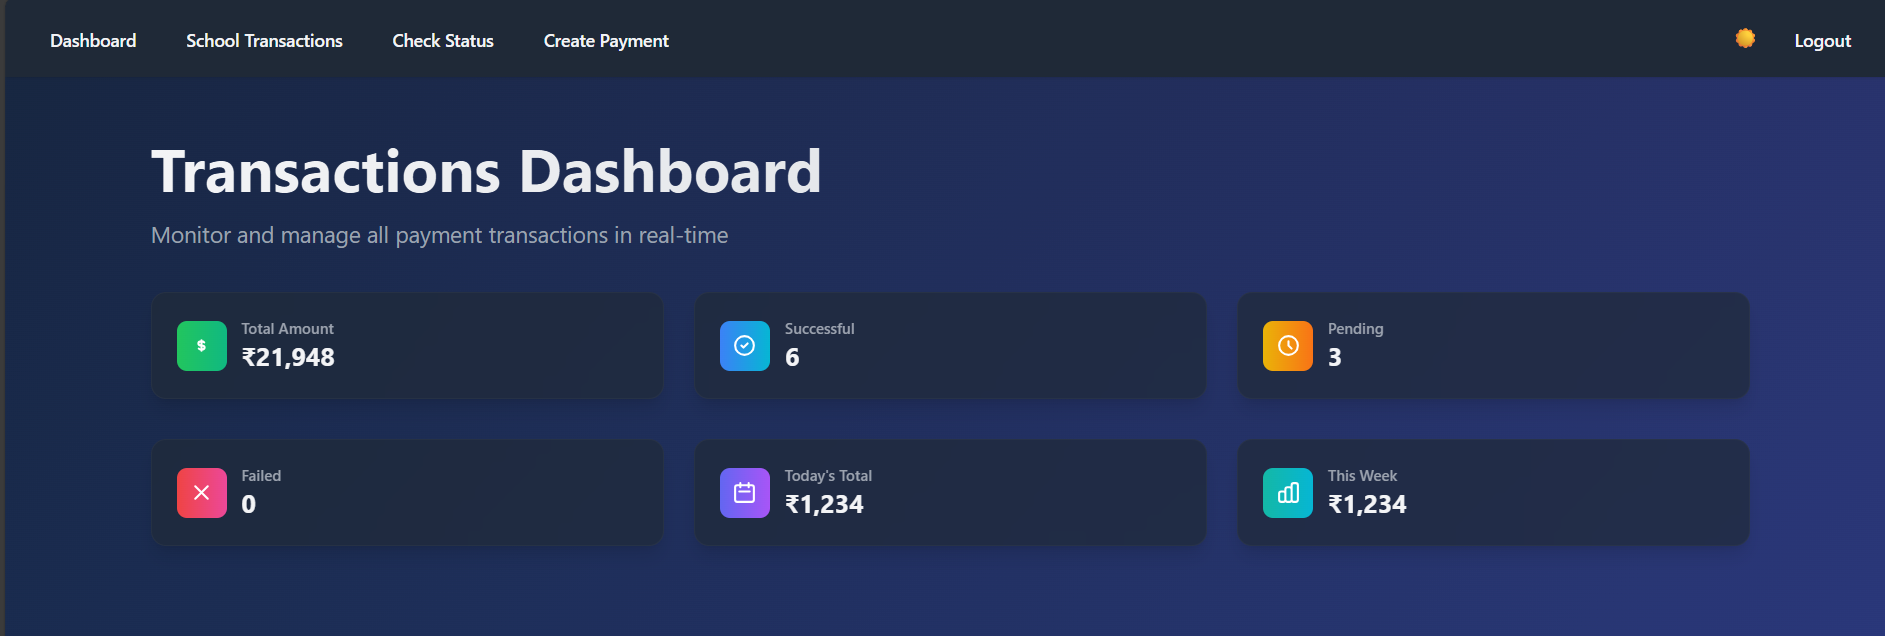 Dashboard School Transactions Check Status Create Payment Logout
Transactions Dashboard
Monitor and manage all payment transactions in real-time
$
Total Amount
₹21,948
Successful
6
Pending
3
Failed
0
Today's Total
₹1,234
This Week
₹1,234